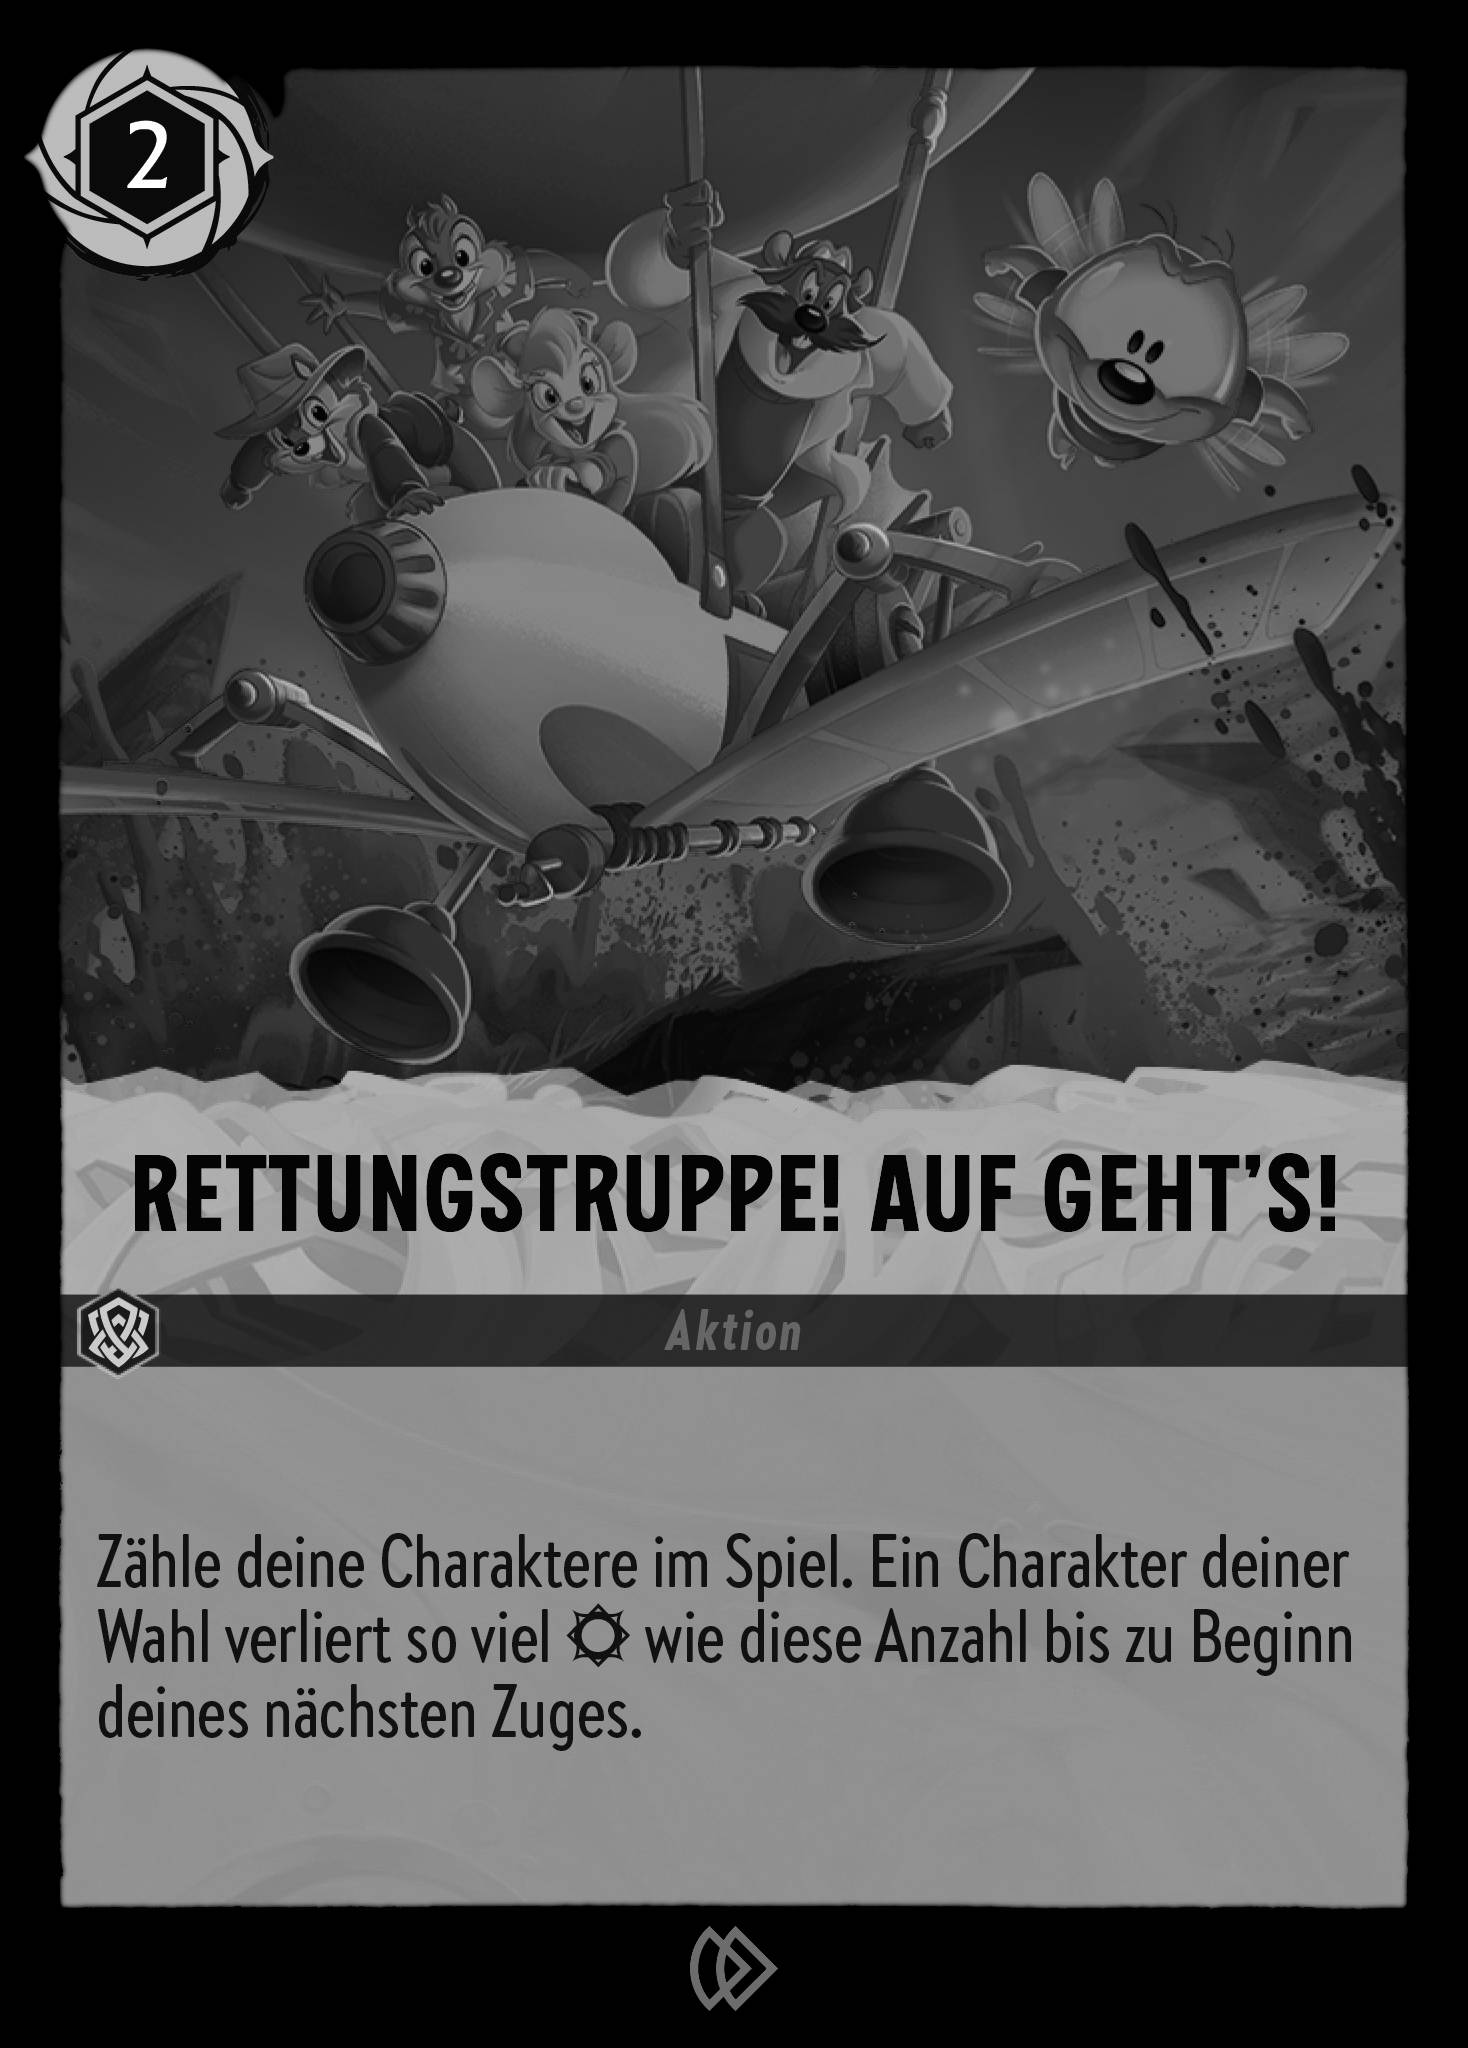 2
RETTUNGSTRUPPE! AUF GEHT’S!
Aktion
Zähle deine Charaktere im Spiel. Ein Charakter deiner
Wahl verliert so viel wie diese Anzahl bis zu Beginn
deines nächsten Zuges.